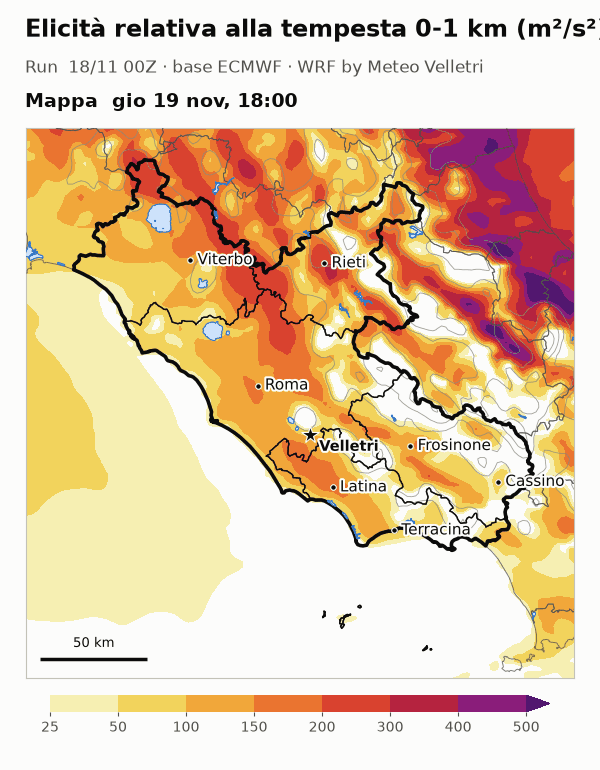 Elicità relativa alla tempesta 0-1 km (m²/s²)
Run 18/11 00Z · base ECMWF · WRF by Meteo Velletri
Mappa gio 19 nov, 18:00
Viterbo
Rieti
Roma
Velletri
Frosinone
Cassino
Latina
Terracina
50 km
25 50 100 150 200 300 400 500